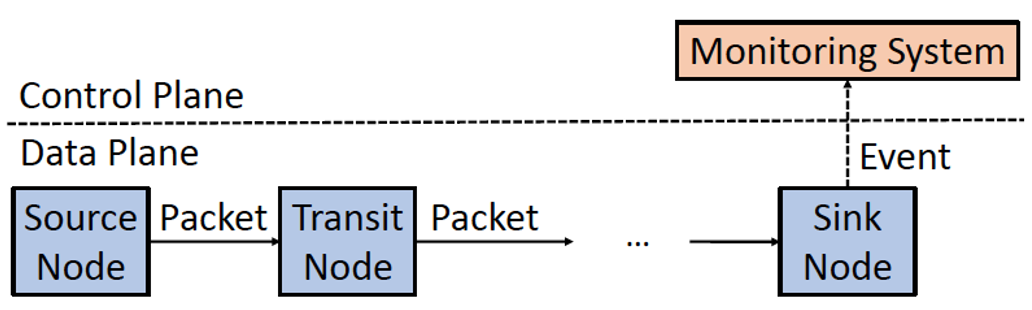 Monitoring System
Control Plane
Data Plane
Event
Source
Node
Packet
Transit
Node
Packet
...
Sink
Node